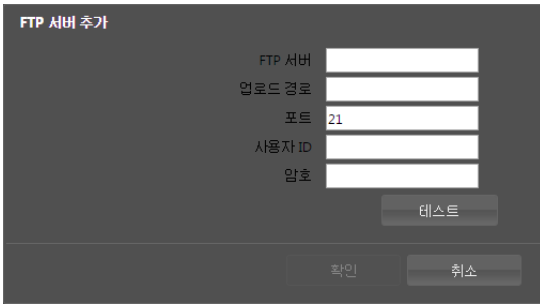 FTP 서버 추가
FTP 서버
업로드 경로
포트 21
사용자 ID
암호
테스트
확인 취소